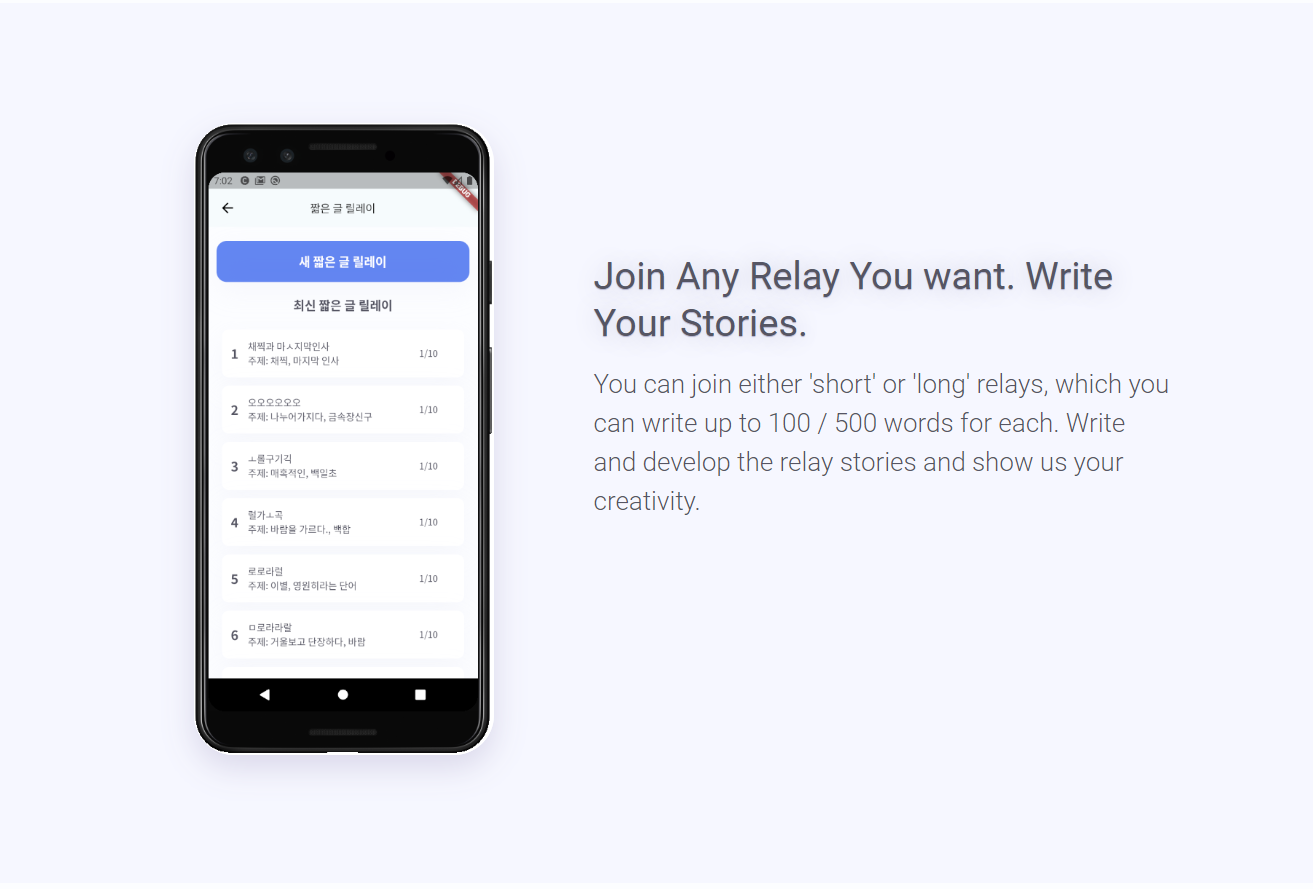 7:02
짧은 글 릴레이
새 짧은 글 릴레이
최신 짧은 글 릴레이
1
채찍과 마ㅅ지막인사
주제: 채찍, 마지막 인사
1/10
2
오오오오오오
주제: 나누어가지다, 금속장신구
1/10
3
ㅗ롤구기긱
주제: 매혹적인, 백일초
1/10
4
럴가ㅗ곡
주제: 바람을 가르다., 백합
1/10
5
로로라럴
주제: 이별, 영원히라는 단어
1/10
6
ㅁ로라라랄
주제: 거울보고 단장하다, 바람
1/10
Join Any Relay You want. Write
Your Stories.
You can join either 'short' or 'long' relays, which you
can write up to 100 / 500 words for each. Write
and develop the relay stories and show us your
creativity.